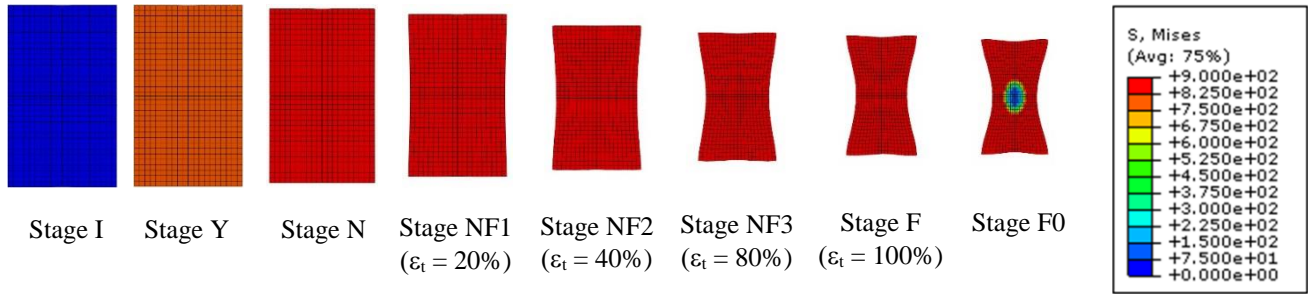 Stage I
Stage Y
Stage N
Stage NF1
(εt = 20%)
Stage NF2
(εt = 40%)
Stage NF3
(εt = 80%)
Stage F
(εt = 100%)
Stage F0
S, Mises
(Avg: 75%)
+9.000e+02
+8.250e+02
+7.500e+02
+6.750e+02
+6.000e+02
+5.250e+02
+4.500e+02
+3.750e+02
+3.000e+02
+2.250e+02
+1.500e+02
+7.500e+01
+0.000e+00